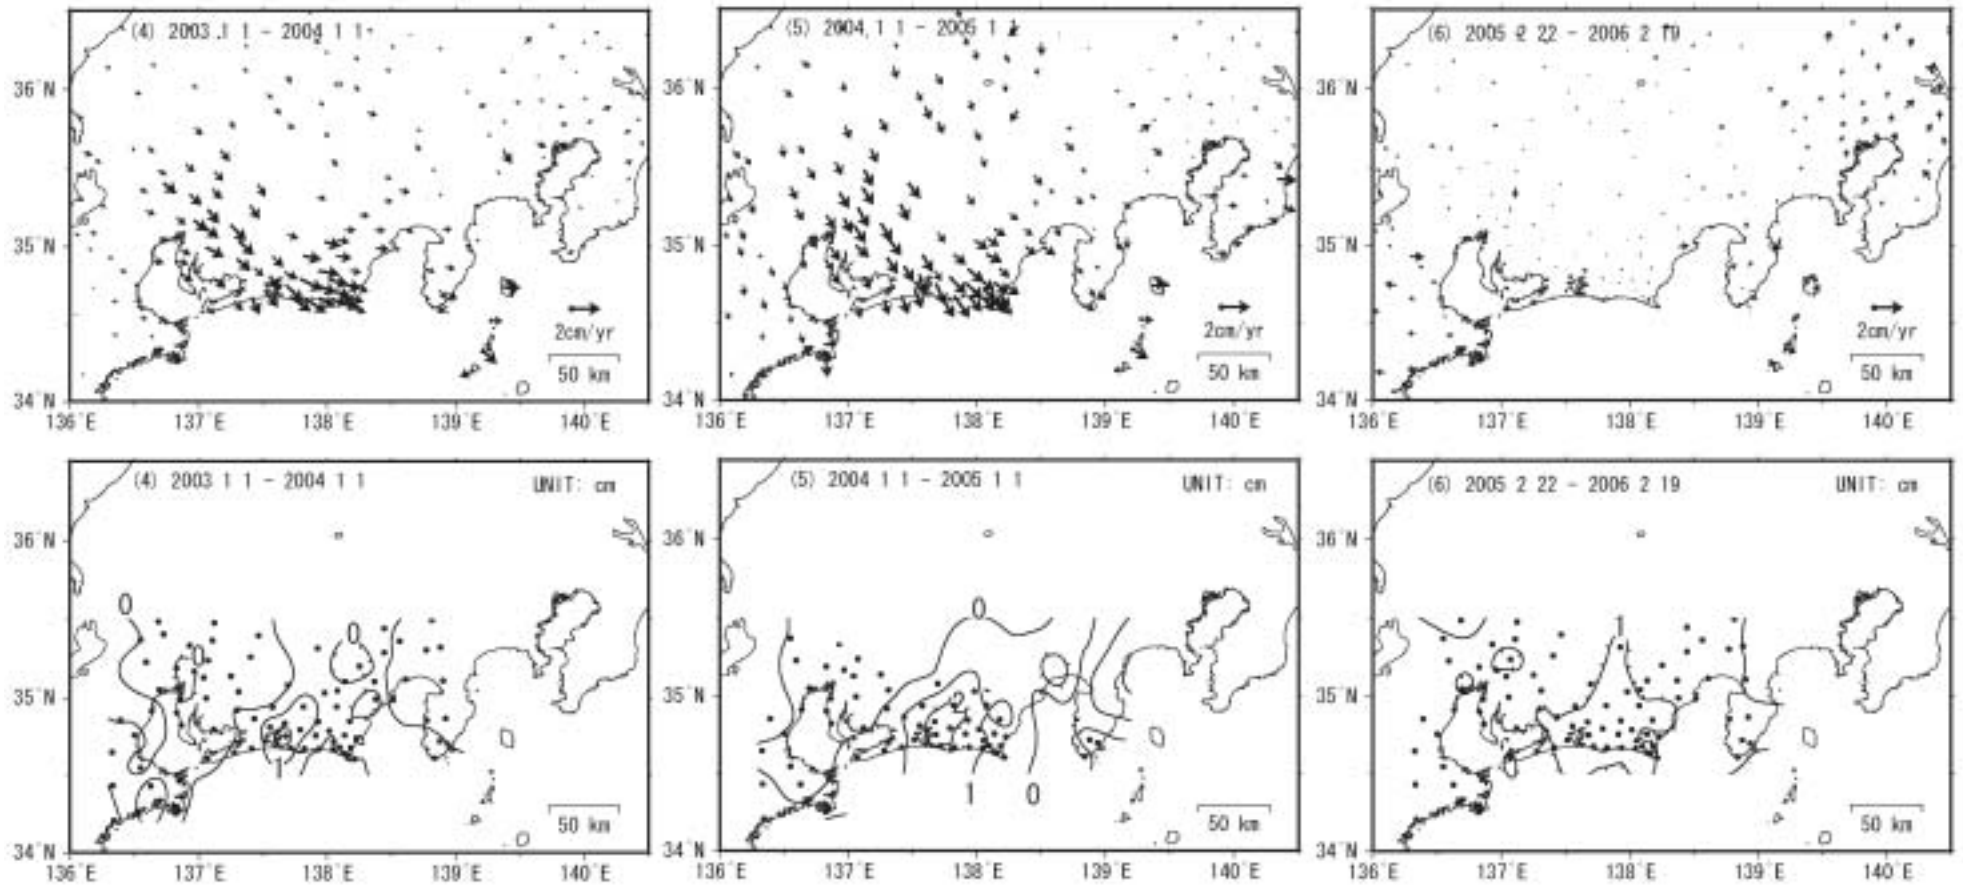 (4) 2003 1 1 - 2004 1 1
36°N
35°N
34°N
2cm/yr
50 km
136°E 137°E 138°E 139°E 140°E
(5) 2004 1 1 - 2005 1 1
36°N
35°N
34°N
2cm/yr
50 km
136°E 137°E 138°E 139°E 140°E
(6) 2005 2 22 - 2006 2 19
36°N
35°N
34°N
2cm/yr
50 km
136°E 137°E 138°E 139°E 140°E
(4) 2003 1 1 - 2004 1 1 UNIT: cm
36°N
0
0
0
35°N
1
50 km
34°N
136°E 137°E 138°E 139°E 140°E
(5) 2004 1 1 - 2005 1 1 UNIT: cm
36°N
0
35°N
2
1 0
50 km
34°N
136°E 137°E 138°E 139°E 140°E
(6) 2005 2 22 - 2006 2 19 UNIT: cm
36°N
1
35°N
50 km
34°N
136°E 137°E 138°E 139°E 140°E